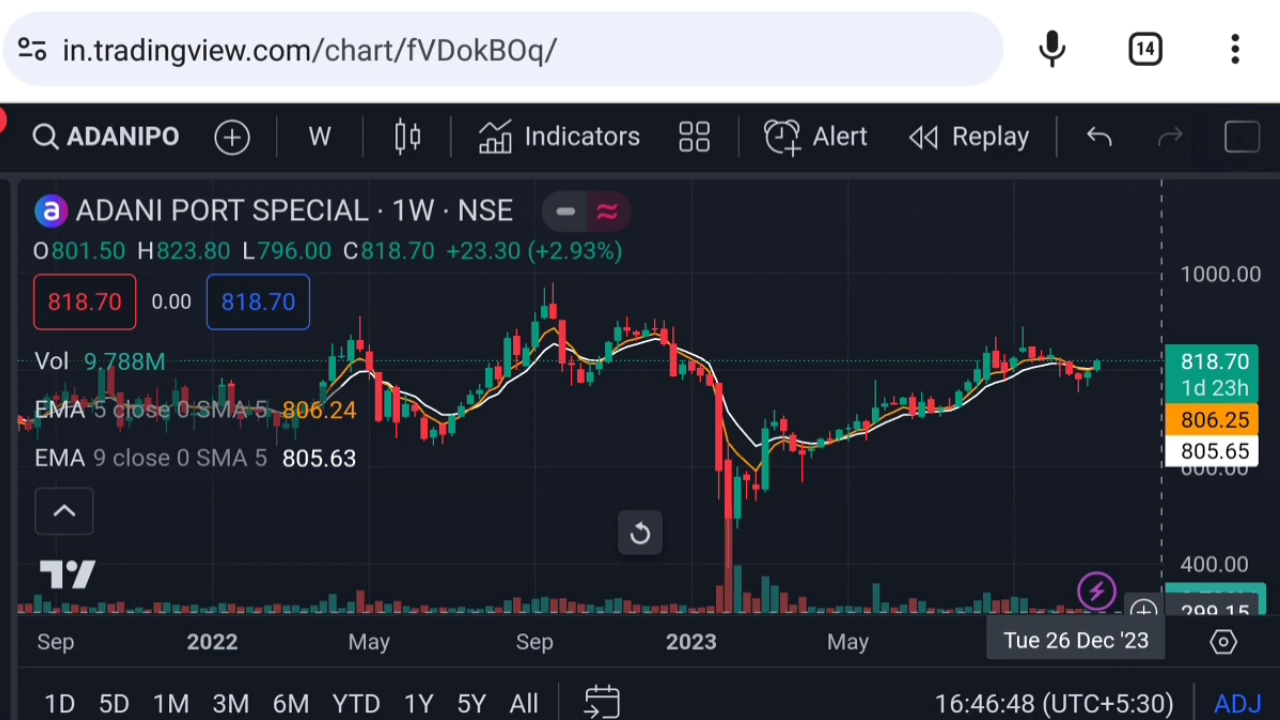 in.tradingview.com/chart/fVDokBOq/ 14
ADANIPO W Indicators Alert Replay
ADANI PORT SPECIAL · 1W · NSE
O801.50 H823.80 L796.00 C818.70 +23.30 (+2.93%)
1000.00
818.70 0.00 818.70
Vol 9.788M
818.70
1d 23h
EMA 5 close 0 SMA 5 806.24
806.25
EMA 9 close 0 SMA 5 805.63
805.65
600.00
400.00
299.15
Sep 2022 May Sep 2023 May Tue 26 Dec '23
1D 5D 1M 3M 6M YTD 1Y 5Y All 16:46:48 (UTC+5:30) ADJ